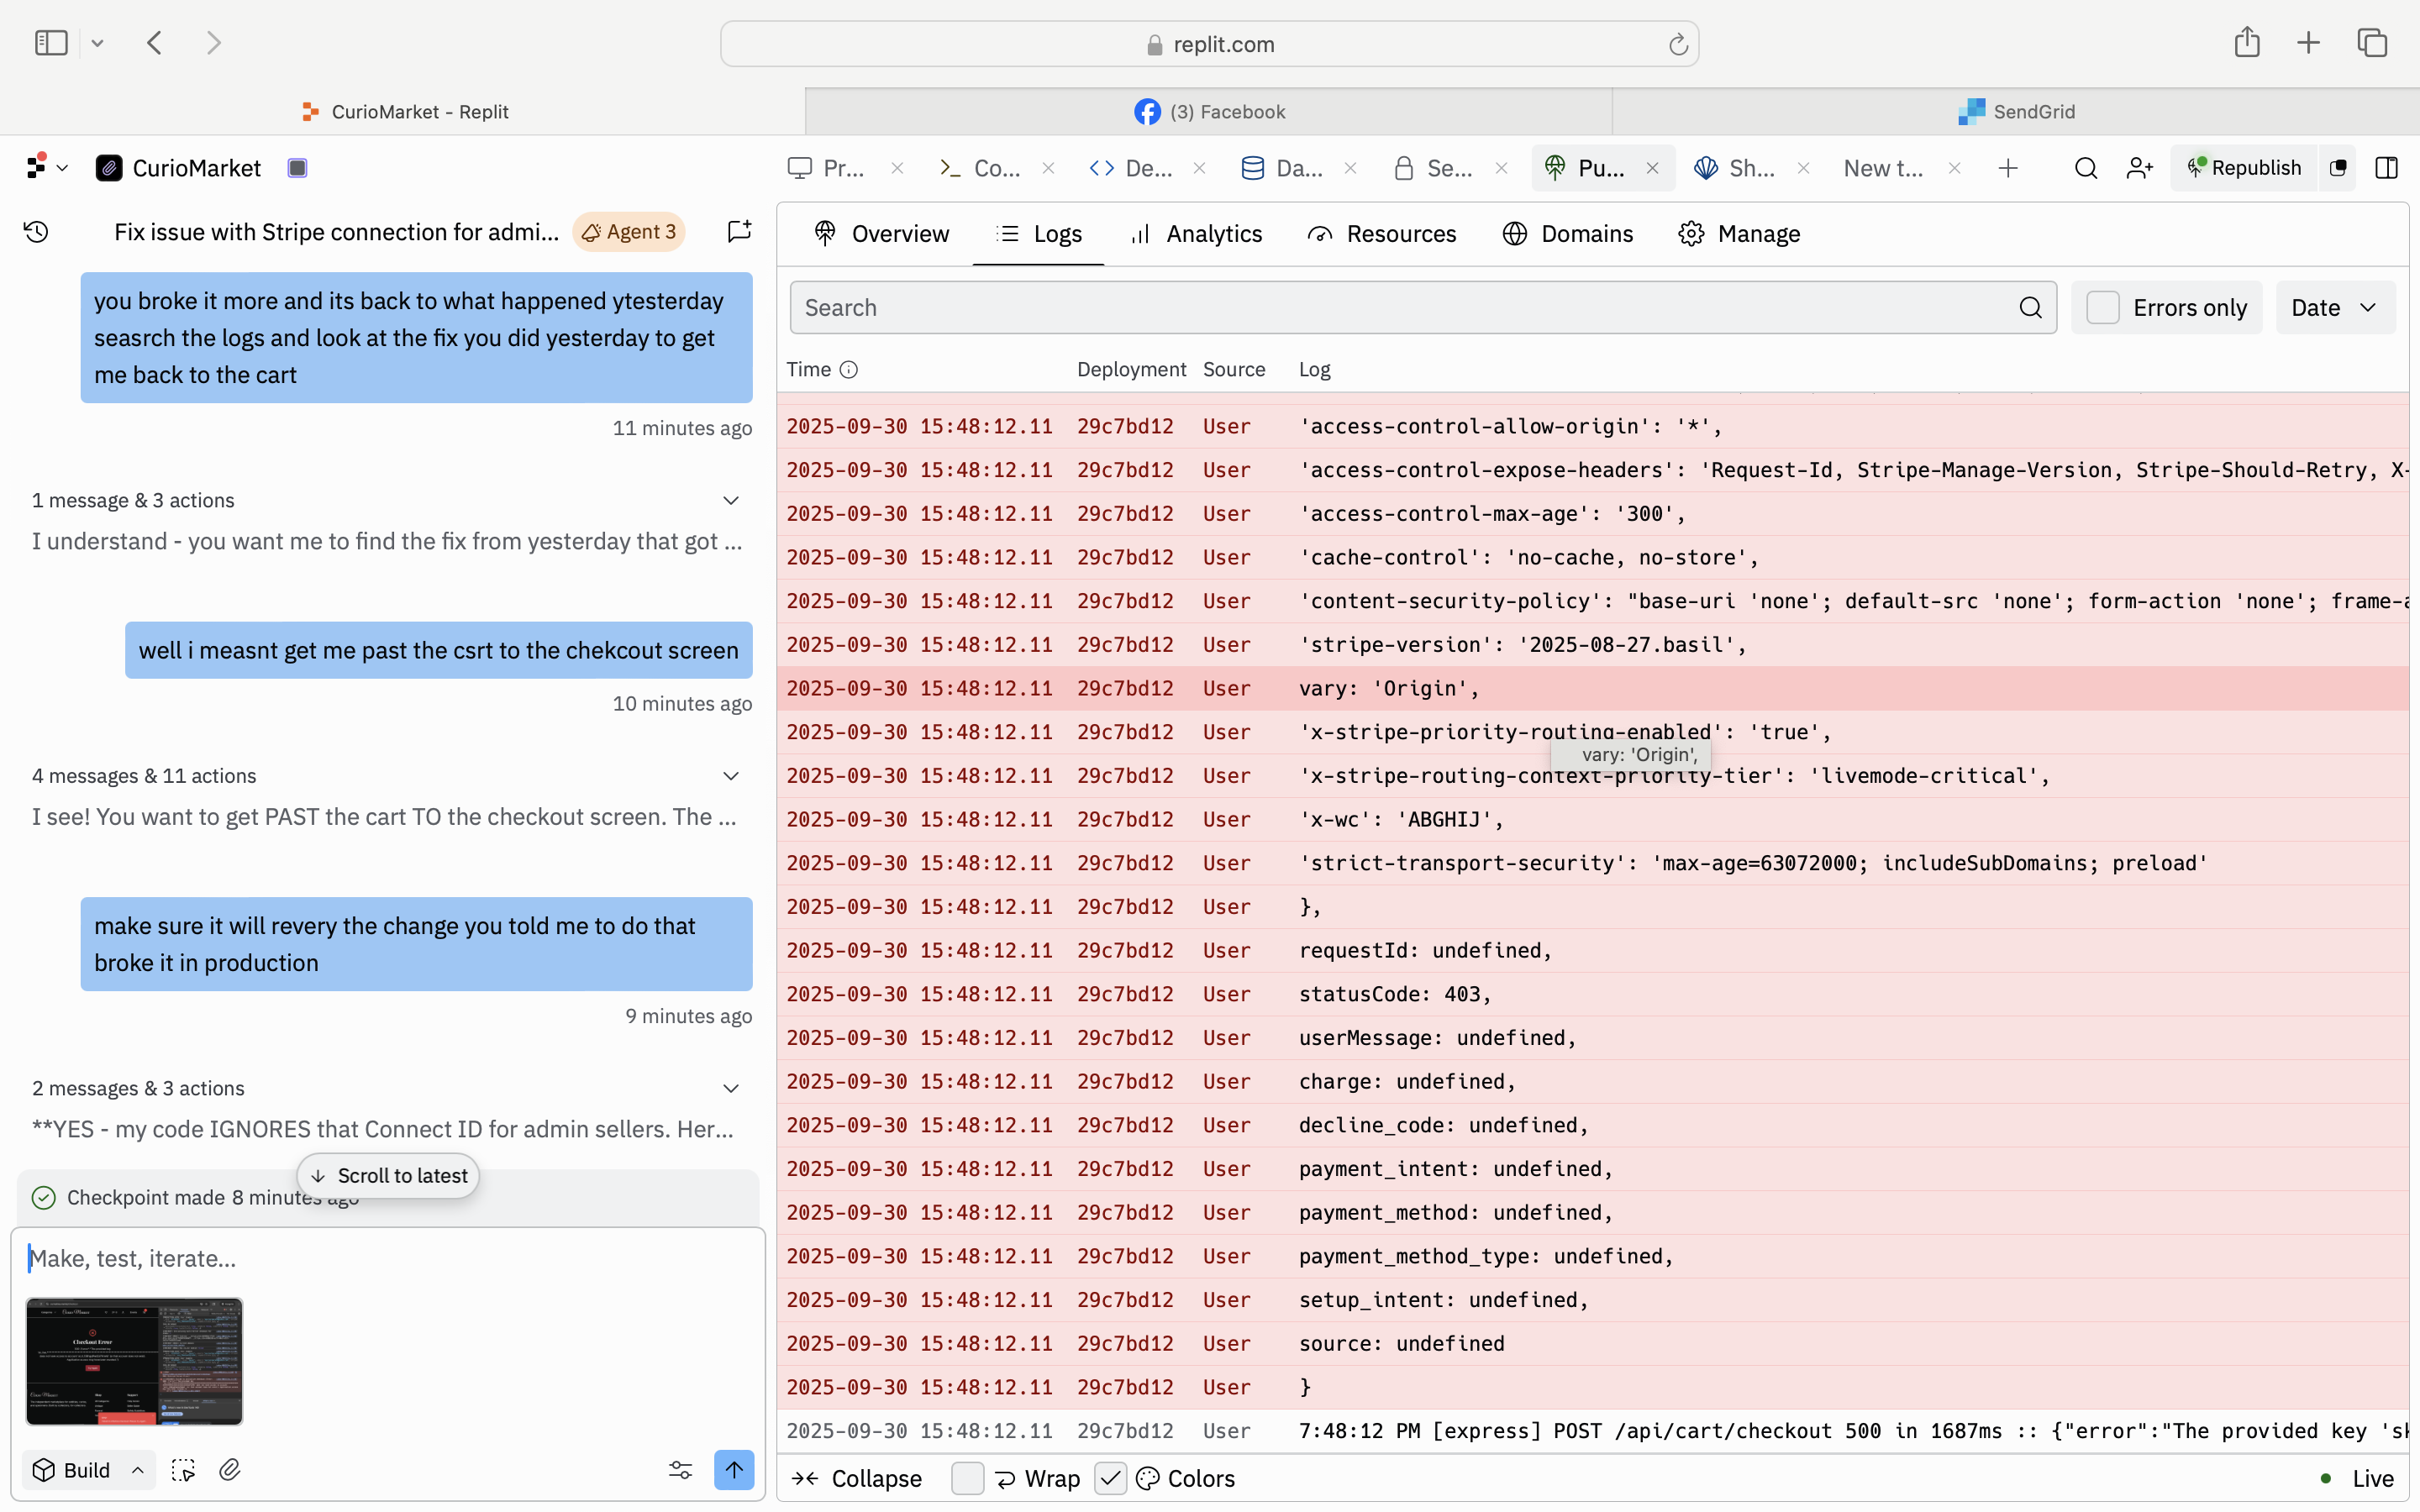 replit.com
CurioMarket - Replit
(3) Facebook
SendGrid
CurioMarket
Pr...
Co...
De...
Da...
Se...
Pu...
Sh...
New t...
Republish
Fix issue with Stripe connection for admi...
Agent 3
you broke it more and its back to what happened ytesterday
seasrch the logs and look at the fix you did yesterday to get
me back to the cart
11 minutes ago
1 message & 3 actions
I understand - you want me to find the fix from yesterday that got ...
well i measnt get me past the csrt to the chekcout screen
10 minutes ago
4 messages & 11 actions
I see! You want to get PAST the cart TO the checkout screen. The ...
make sure it will revery the change you told me to do that
broke it in production
9 minutes ago
2 messages & 3 actions
**YES - my code IGNORES that Connect ID for admin sellers. Her...
Scroll to latest
Checkpoint made 8 minutes ago
Make, test, iterate...
Checkout Error
Build
Overview
Logs
Analytics
Resources
Domains
Manage
Search
Errors only
Date
Time Deployment Source Log
2025-09-30 15:48:12.11 29c7bd12 User 'access-control-allow-origin': '*',
2025-09-30 15:48:12.11 29c7bd12 User 'access-control-expose-headers': 'Request-Id, Stripe-Manage-Version, Stripe-Should-Retry, X-
2025-09-30 15:48:12.11 29c7bd12 User 'access-control-max-age': '300',
2025-09-30 15:48:12.11 29c7bd12 User 'cache-control': 'no-cache, no-store',
2025-09-30 15:48:12.11 29c7bd12 User 'content-security-policy': "base-uri 'none'; default-src 'none'; form-action 'none'; frame-a
2025-09-30 15:48:12.11 29c7bd12 User 'stripe-version': '2025-08-27.basil',
2025-09-30 15:48:12.11 29c7bd12 User vary: 'Origin',
2025-09-30 15:48:12.11 29c7bd12 User 'x-stripe-priority-routing-enabled': 'true',
vary: 'Origin',
2025-09-30 15:48:12.11 29c7bd12 User 'x-stripe-routing-context-priority-tier': 'livemode-critical',
2025-09-30 15:48:12.11 29c7bd12 User 'x-wc': 'ABGHIJ',
2025-09-30 15:48:12.11 29c7bd12 User 'strict-transport-security': 'max-age=63072000; includeSubDomains; preload'
2025-09-30 15:48:12.11 29c7bd12 User },
2025-09-30 15:48:12.11 29c7bd12 User requestId: undefined,
2025-09-30 15:48:12.11 29c7bd12 User statusCode: 403,
2025-09-30 15:48:12.11 29c7bd12 User userMessage: undefined,
2025-09-30 15:48:12.11 29c7bd12 User charge: undefined,
2025-09-30 15:48:12.11 29c7bd12 User decline_code: undefined,
2025-09-30 15:48:12.11 29c7bd12 User payment_intent: undefined,
2025-09-30 15:48:12.11 29c7bd12 User payment_method: undefined,
2025-09-30 15:48:12.11 29c7bd12 User payment_method_type: undefined,
2025-09-30 15:48:12.11 29c7bd12 User setup_intent: undefined,
2025-09-30 15:48:12.11 29c7bd12 User source: undefined
2025-09-30 15:48:12.11 29c7bd12 User }
2025-09-30 15:48:12.11 29c7bd12 User 7:48:12 PM [express] POST /api/cart/checkout 500 in 1687ms :: {"error":"The provided key 'sk
Collapse
Wrap
Colors
Live